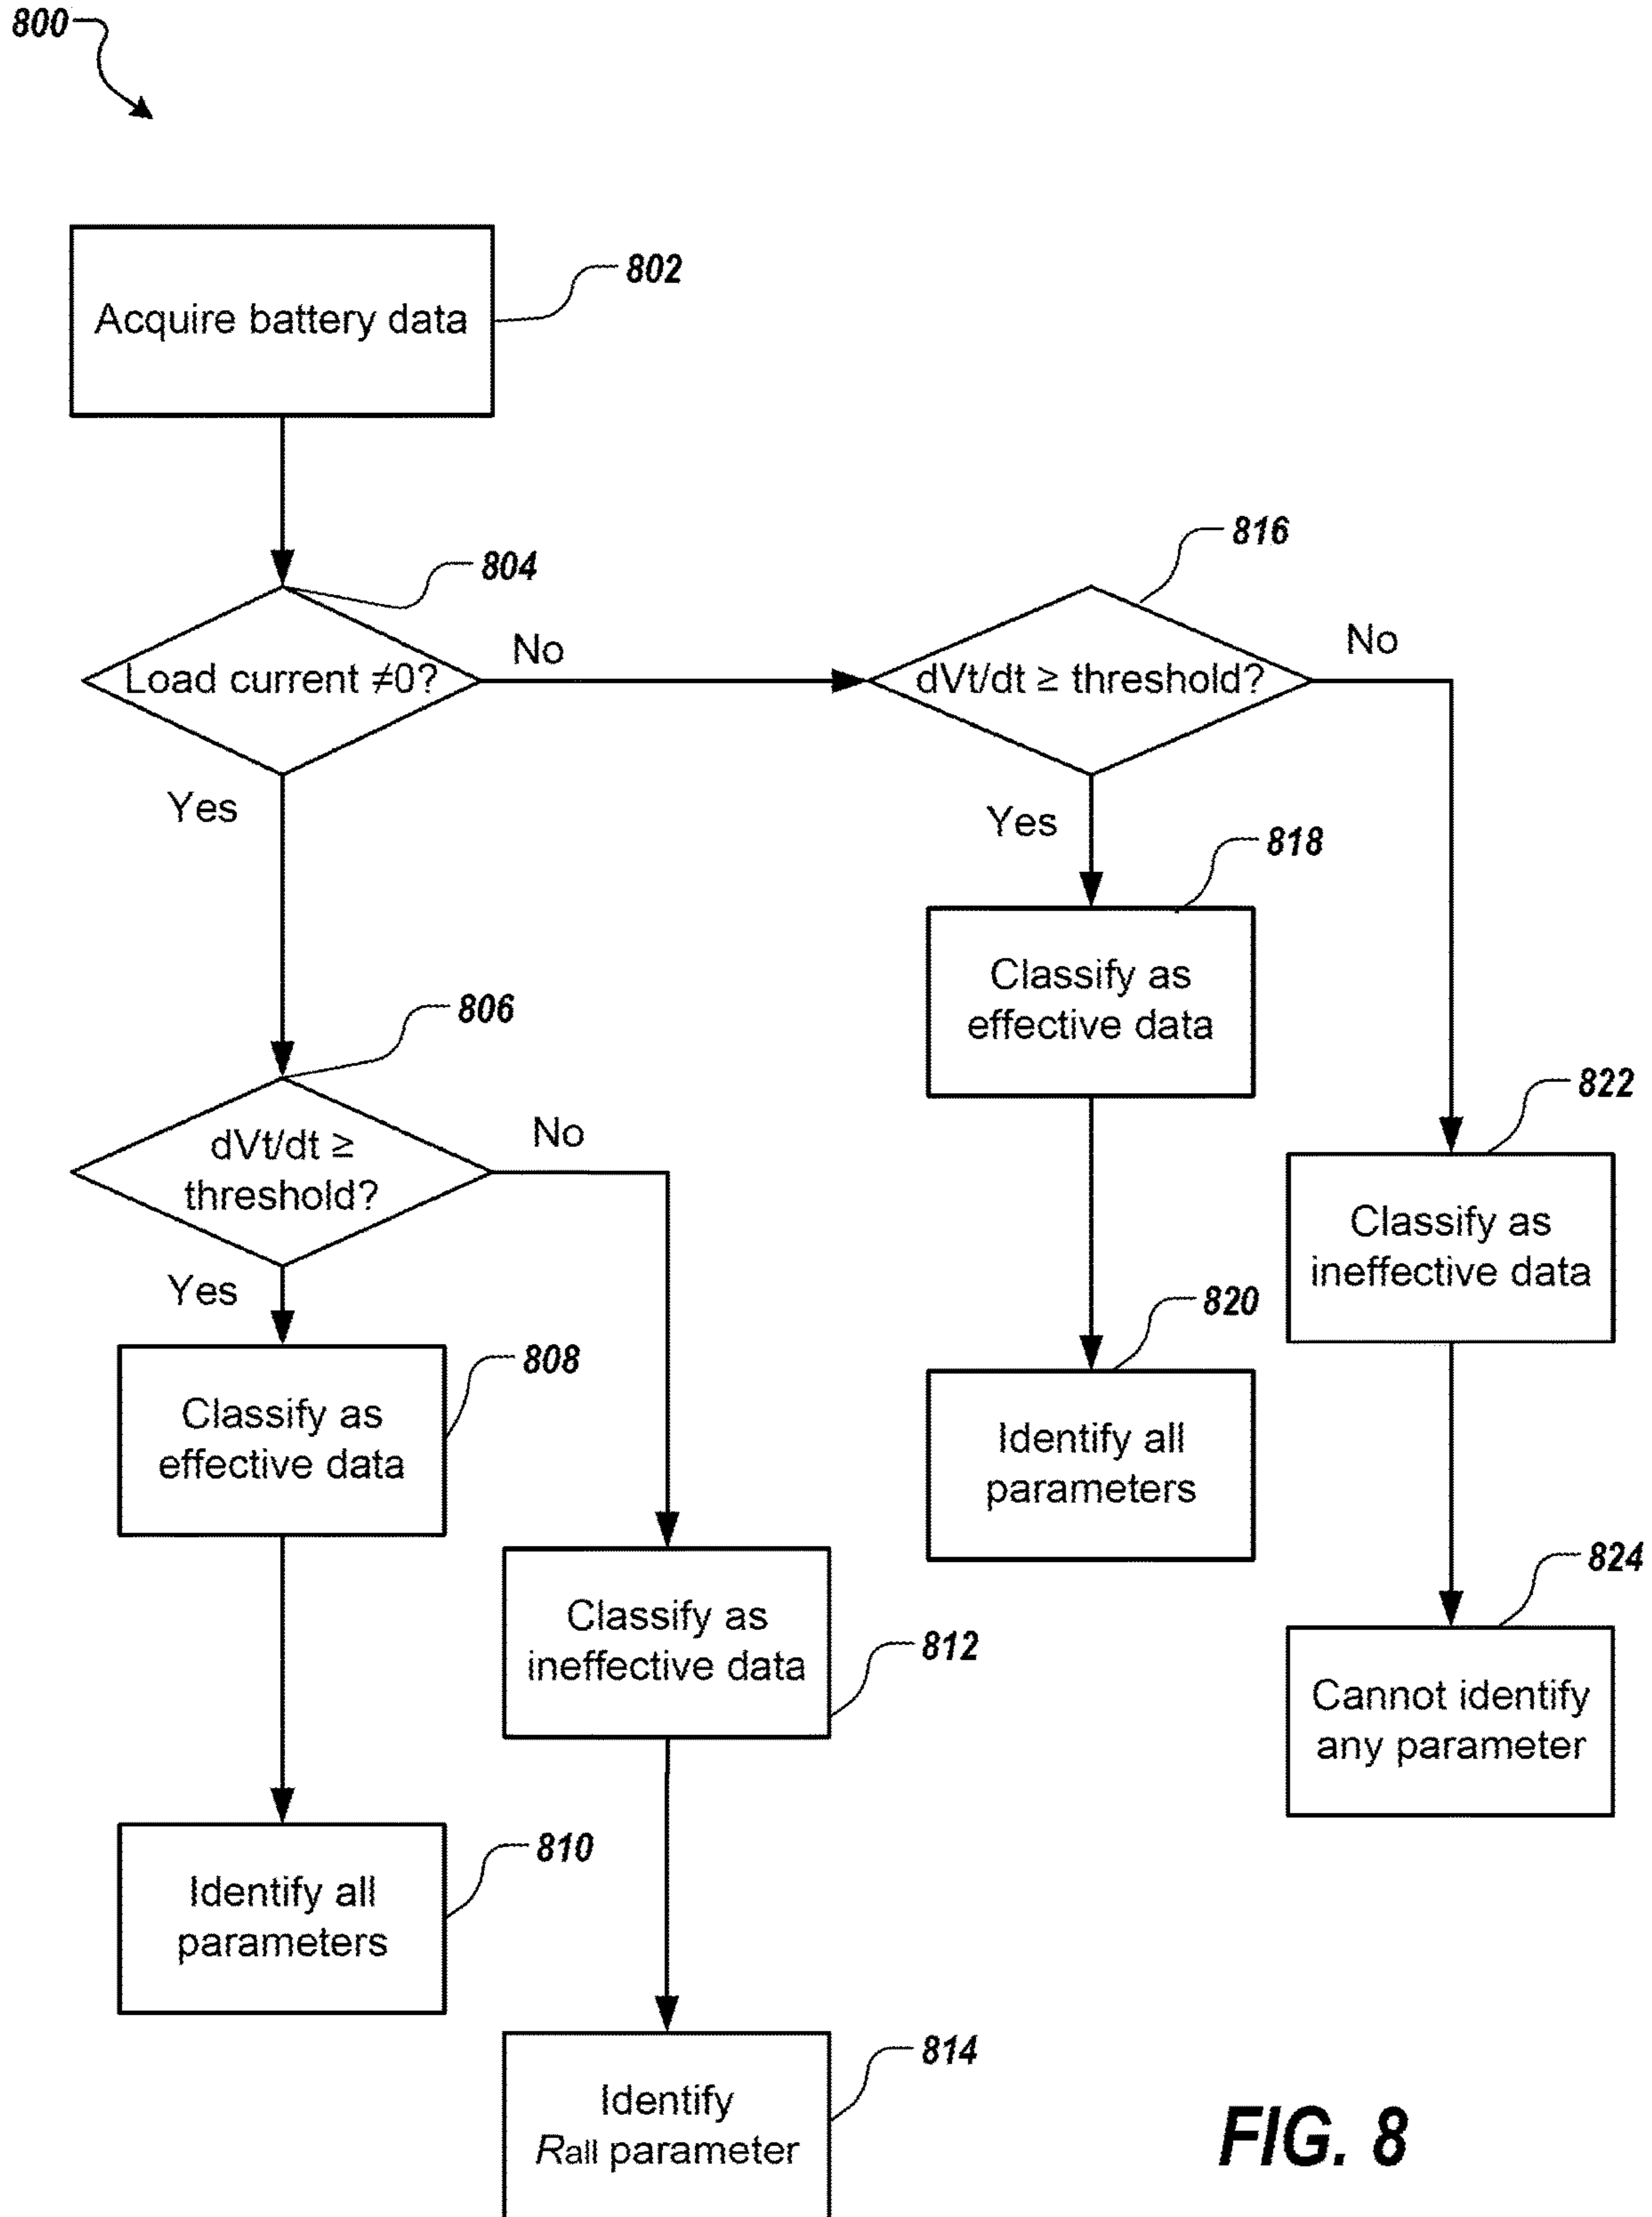 800
802
Acquire battery data
804
816
Load current ≠0?
No
dVt/dt ≥ threshold?
No
Yes
Yes
818
Classify as
effective data
806
dVt/dt ≥
threshold?
No
822
Classify as
ineffective data
Yes
820
808
Classify as
effective data
Identify all
parameters
Classify as
ineffective data
812
824
Cannot identify
any parameter
810
Identify all
parameters
814
Identify
Rall parameter
FIG. 8